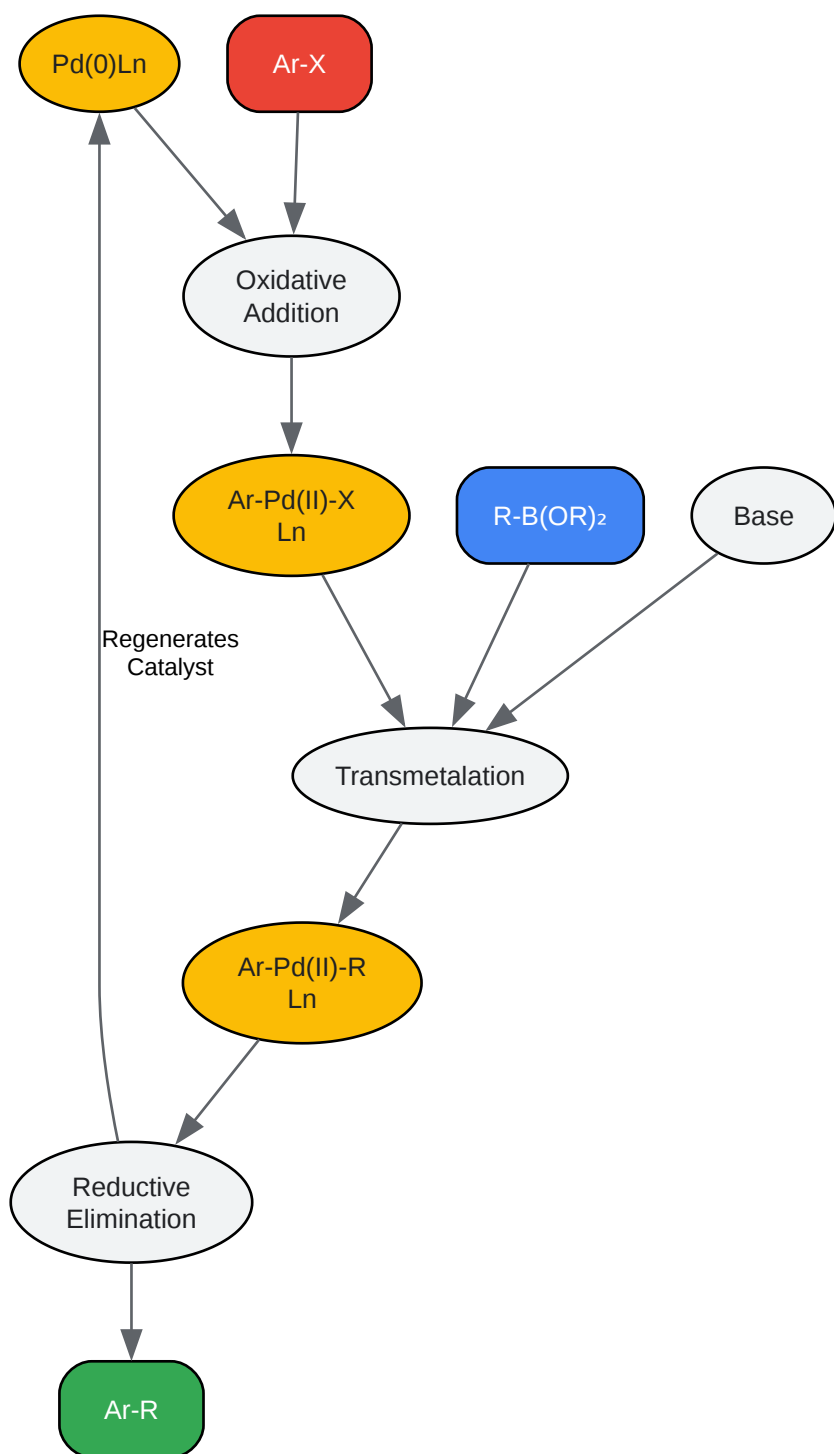 Pd(0)Ln
Ar-X
Oxidative
Addition
Ar-Pd(II)-X
Ln
R-B(OR)₂
Base
Regenerates
Catalyst
Transmetalation
Ar-Pd(II)-R
Ln
Reductive
Elimination
Ar-R